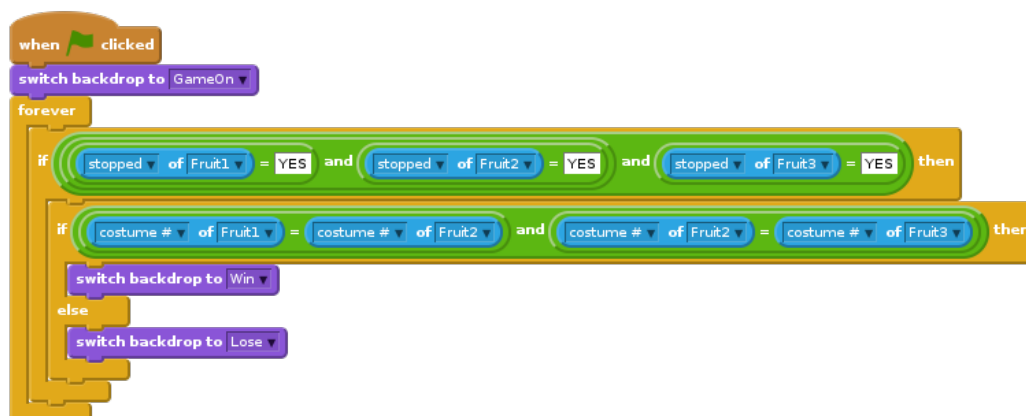 when clicked
switch backdrop to GameOn
forever
if stopped of Fruit1 = YES and stopped of Fruit2 = YES and stopped of Fruit3 = YES then
if costume # of Fruit1 = costume # of Fruit2 and costume # of Fruit2 = costume # of Fruit3 then
switch backdrop to Win
else
switch backdrop to Lose